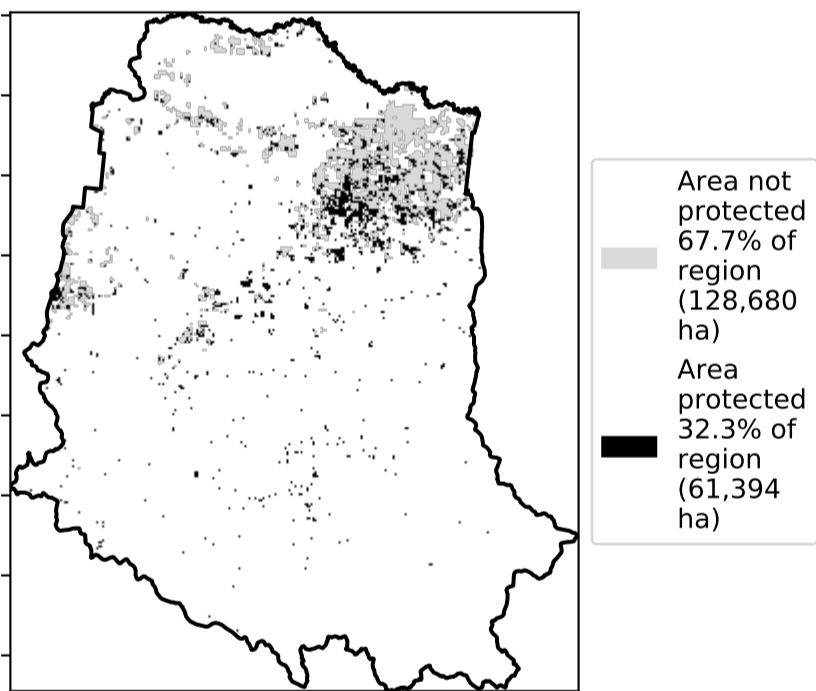 Area not
protected
67.7% of
region
(128,680
ha)
Area
protected
32.3% of
region
(61,394
ha)